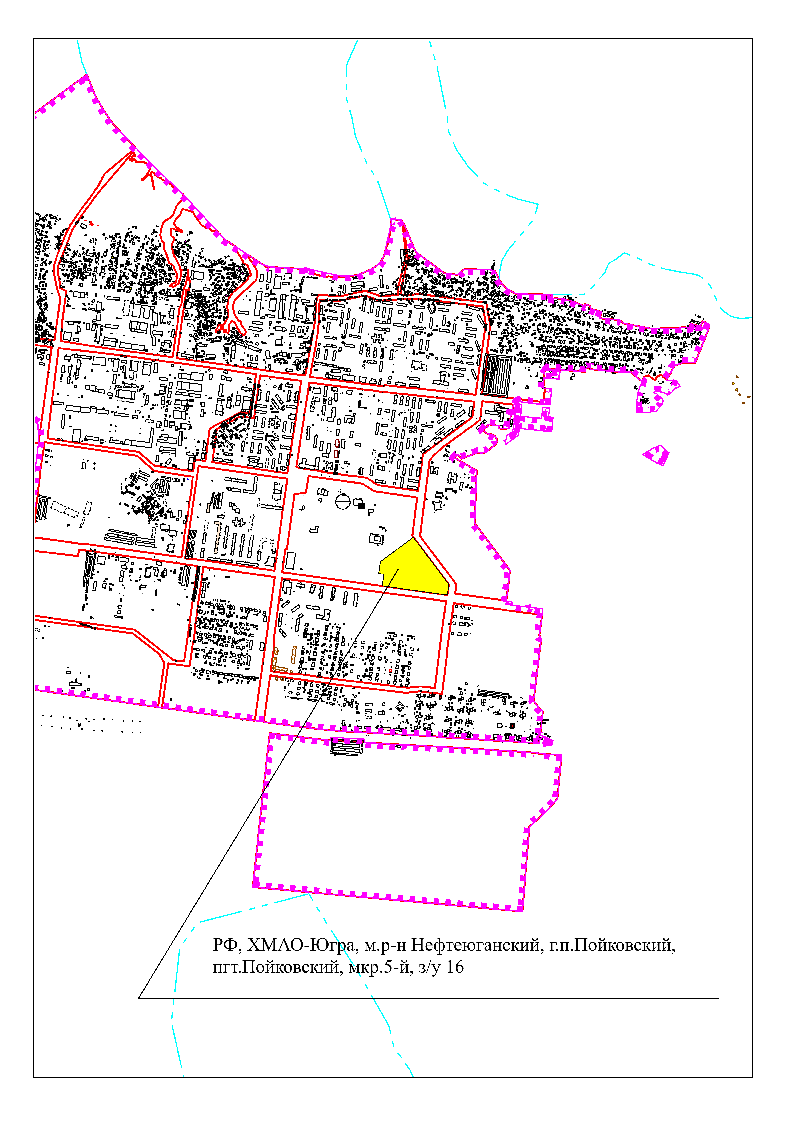 РФ, ХМАО-Югра, м.р-н Нефтеюганский, г.п.Пойковский,
пгт.Пойковский, мкр.5-й, з/у 16